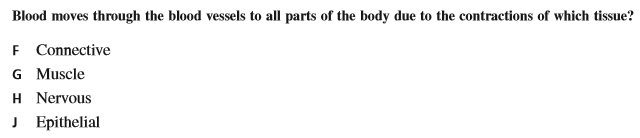 Blood moves through the blood vessels to all parts of the body due to the contractions of which tissue?
F Connective
G Muscle
H Nervous
J Epithelial